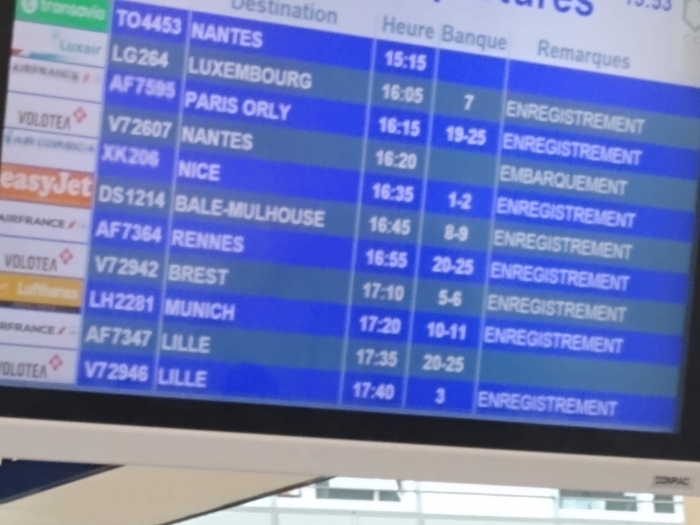 15:53
Destination Heure Banque Remarques
transavia TO4453 NANTES 15:15
Luxair LG264 LUXEMBOURG 16:05 7 ENREGISTREMENT
AIRFRANCE AF7595 PARIS ORLY 16:15 19-25 ENREGISTREMENT
VOLOTEA V72607 NANTES 16:20 EMBARQUEMENT
AIR CORSICA XK206 NICE 16:35 1-2 ENREGISTREMENT
easyJet DS1214 BALE-MULHOUSE 16:45 8-9 ENREGISTREMENT
AIRFRANCE AF7364 RENNES 16:55 20-25 ENREGISTREMENT
VOLOTEA V72942 BREST 17:10 5-6 ENREGISTREMENT
Lufthansa LH2281 MUNICH 17:20 10-11 ENREGISTREMENT
RFRANCE AF7347 LILLE 17:35 20-25
VOLOTEA V72946 LILLE 17:40 3 ENREGISTREMENT
CONRAC